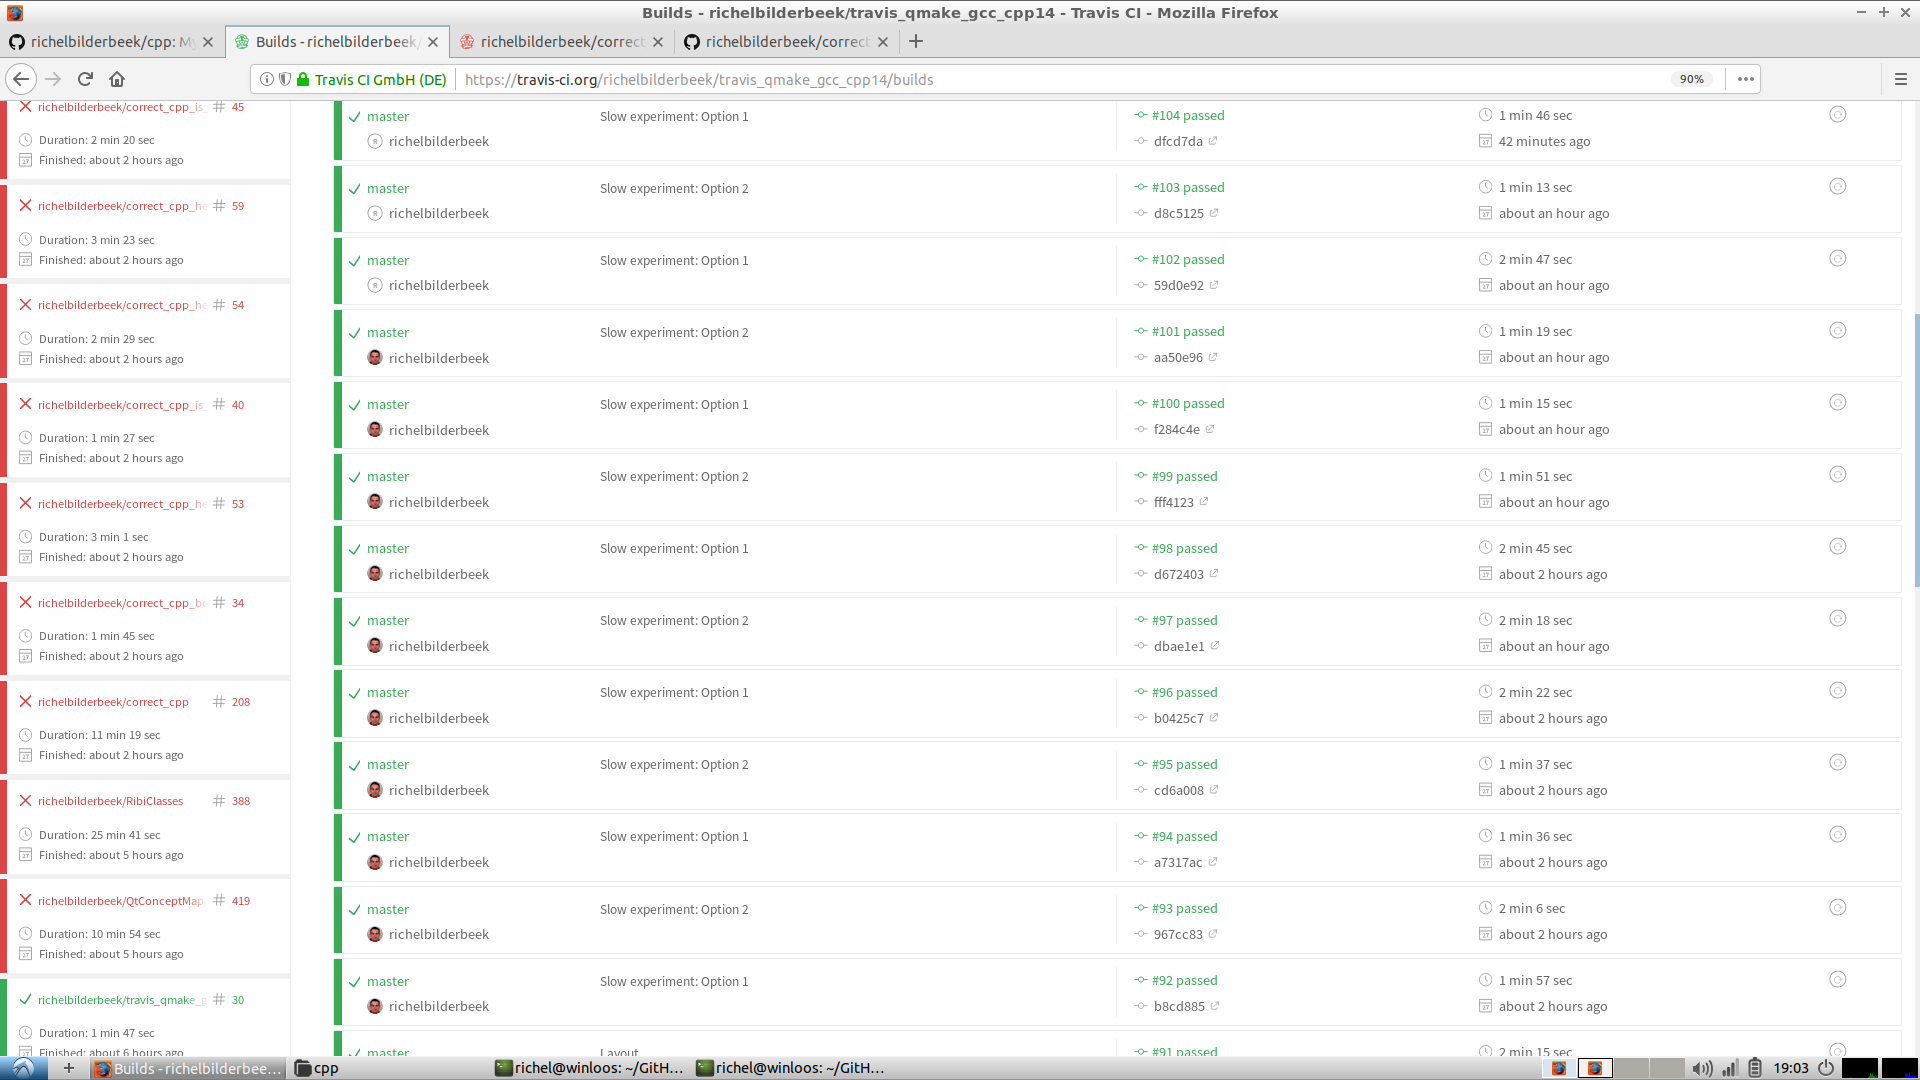 Builds - richelbilderbeek/travis_qmake_gcc_cpp14 - Travis CI - Mozilla Firefox
richelbilderbeek/cpp: My
Builds - richelbilderbeek/
richelbilderbeek/correct
richelbilderbeek/correct
Travis CI GmbH (DE)
https://travis-ci.org/richelbilderbeek/travis_qmake_gcc_cpp14/builds
90%
richelbilderbeek/correct_cpp_is_ # 45
Duration: 2 min 20 sec
Finished: about 2 hours ago
richelbilderbeek/correct_cpp_he # 59
Duration: 3 min 23 sec
Finished: about 2 hours ago
richelbilderbeek/correct_cpp_he # 54
Duration: 2 min 29 sec
Finished: about 2 hours ago
richelbilderbeek/correct_cpp_is_ # 40
Duration: 1 min 27 sec
Finished: about 2 hours ago
richelbilderbeek/correct_cpp_he # 53
Duration: 3 min 1 sec
Finished: about 2 hours ago
richelbilderbeek/correct_cpp_bo # 34
Duration: 1 min 45 sec
Finished: about 2 hours ago
richelbilderbeek/correct_cpp # 208
Duration: 11 min 19 sec
Finished: about 2 hours ago
richelbilderbeek/RibiClasses # 388
Duration: 25 min 41 sec
Finished: about 5 hours ago
richelbilderbeek/QtConceptMap # 419
Duration: 10 min 54 sec
Finished: about 5 hours ago
richelbilderbeek/travis_qmake_g # 30
Duration: 1 min 47 sec
Finished: about 6 hours ago
master Slow experiment: Option 1 #104 passed 1 min 46 sec
richelbilderbeek dfcd7da 42 minutes ago
master Slow experiment: Option 2 #103 passed 1 min 13 sec
richelbilderbeek d8c5125 about an hour ago
master Slow experiment: Option 1 #102 passed 2 min 47 sec
richelbilderbeek 59d0e92 about an hour ago
master Slow experiment: Option 2 #101 passed 1 min 19 sec
richelbilderbeek aa50e96 about an hour ago
master Slow experiment: Option 1 #100 passed 1 min 15 sec
richelbilderbeek f284c4e about an hour ago
master Slow experiment: Option 2 #99 passed 1 min 51 sec
richelbilderbeek fff4123 about an hour ago
master Slow experiment: Option 1 #98 passed 2 min 45 sec
richelbilderbeek d672403 about 2 hours ago
master Slow experiment: Option 2 #97 passed 2 min 18 sec
richelbilderbeek dbae1e1 about an hour ago
master Slow experiment: Option 1 #96 passed 2 min 22 sec
richelbilderbeek b0425c7 about 2 hours ago
master Slow experiment: Option 2 #95 passed 1 min 37 sec
richelbilderbeek cd6a008 about 2 hours ago
master Slow experiment: Option 1 #94 passed 1 min 36 sec
richelbilderbeek a7317ac about 2 hours ago
master Slow experiment: Option 2 #93 passed 2 min 6 sec
richelbilderbeek 967cc83 about 2 hours ago
master Slow experiment: Option 1 #92 passed 1 min 57 sec
richelbilderbeek b8cd885 about 2 hours ago
master Layout #91 passed 2 min 15 sec
Builds - richelbilderbee...
cpp
richel@winloos: ~/GitH...
richel@winloos: ~/GitH...
19:03